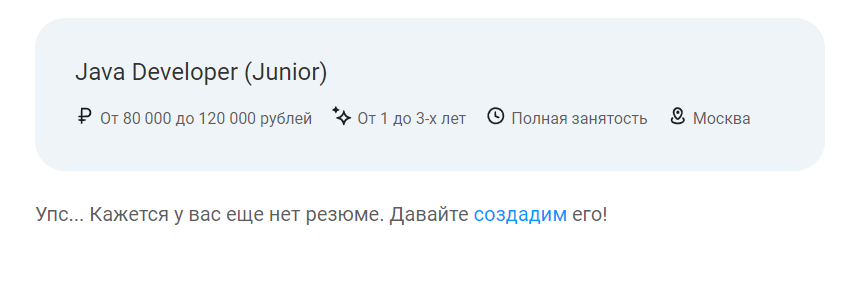 Java Developer (Junior)
От 80 000 до 120 000 рублей От 1 до 3-х лет Полная занятость Москва
Упс... Кажется у вас еще нет резюме. Давайте создадим его!